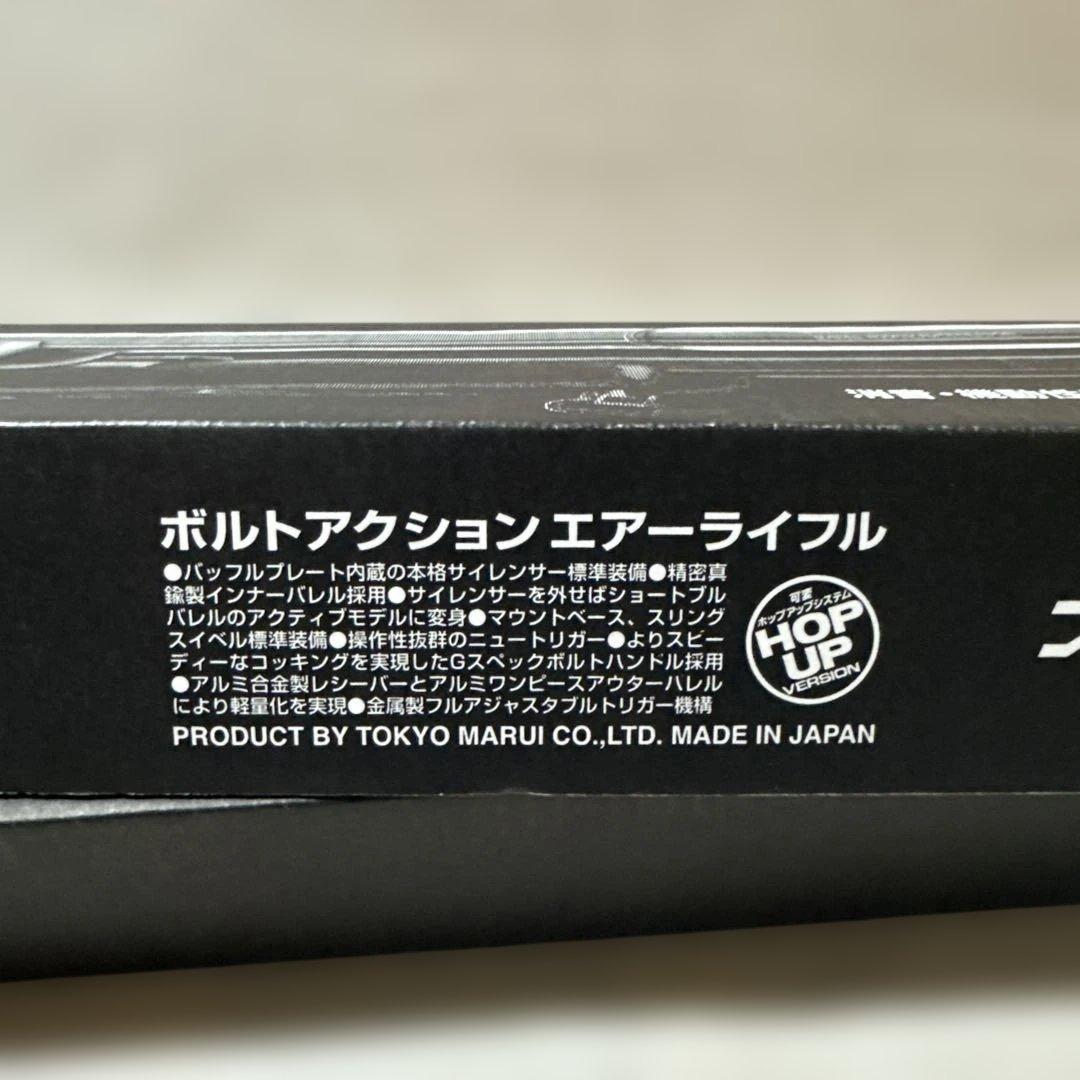 ボルトアクション エアーライフル
●バッフルプレート内蔵の本格サイレンサー標準装備●精密真
鍮製インナーバレル採用●サイレンサーを外せばショートブル
バレルのアクティブモデルに変身●マウントベース、スリング
スイベル標準装備●操作性抜群のニュートリガー●よりスピー
ディーなコッキングを実現したGスペックボルトハンドル採用
●アルミ合金製レシーバーとアルミワンピースアウターバレル
により軽量化を実現●金属製フルアジャスタブルトリガー機構
PRODUCT BY TOKYO MARUI CO.,LTD. MADE IN JAPAN
可変
ホップアップシステム
HOP
UP
VERSION